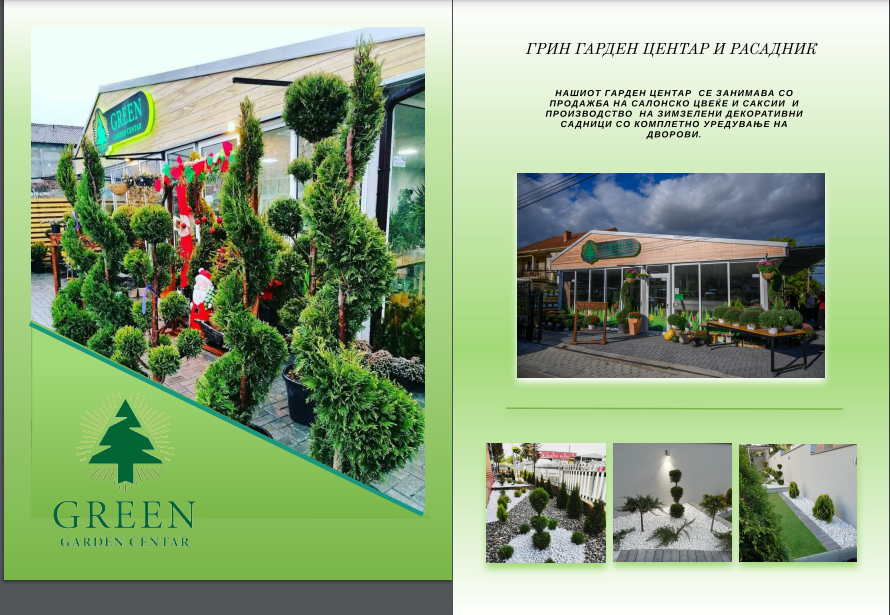 GREEN
GARDEN CENTAR
GREEN
GARDEN CENTAR
ГРИН ГАРДЕН ЦЕНТАР И РАСАДНИК
НАШИОТ ГАРДЕН ЦЕНТАР СЕ ЗАНИМАВА СО
ПРОДАЖБА НА САЛОНСКО ЦВЕЌЕ И САКСИИ И
ПРОИЗВОДСТВО НА ЗИМЗЕЛЕНИ ДЕКОРАТИВНИ
САДНИЦИ СО КОМПЛЕТНО УРЕДУВАЊЕ НА
ДВОРОВИ.